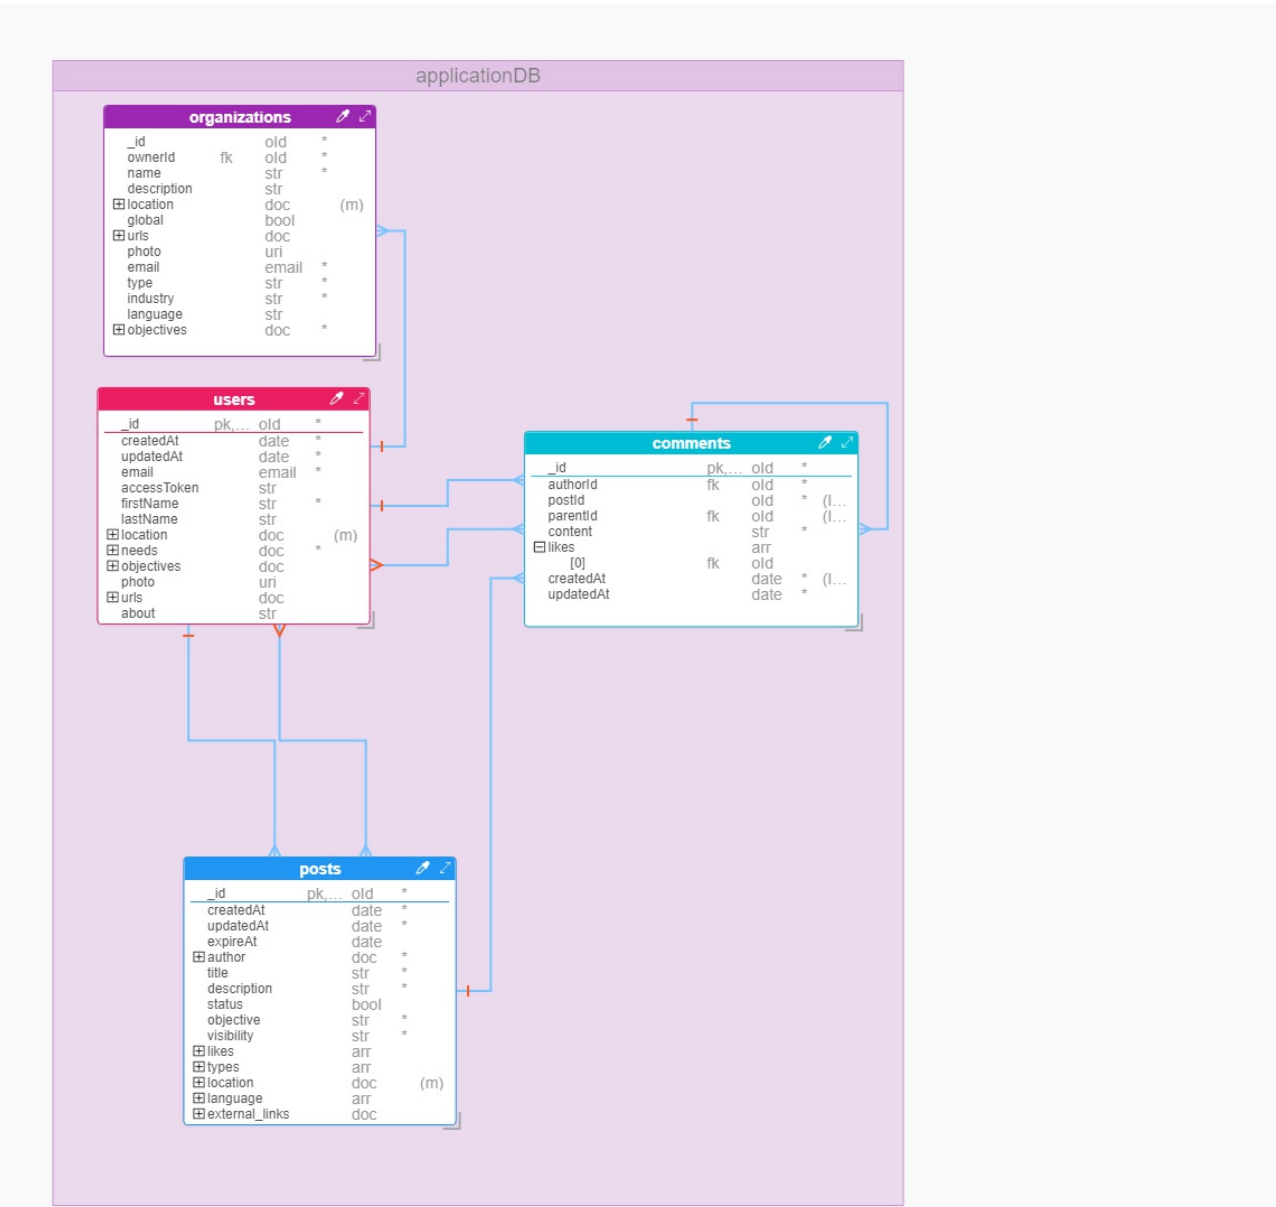 applicationDB
organizations
_id oId *
ownerId fk oId *
name str *
description str
location doc (m)
global bool
urls doc
photo uri
email email *
type str *
industry str *
language str
objectives doc *
users
_id pk,... oId *
createdAt date *
updatedAt date *
email email *
accessToken str
firstName str *
lastName str
location doc (m)
needs doc *
objectives doc
photo uri
urls doc
about str
comments
_id pk,... oId *
authorId fk oId *
postId oId * (I...
parentId fk oId (I...
content str *
likes arr
[0] fk oId
createdAt date * (I...
updatedAt date *
posts
_id pk,... oId *
createdAt date *
updatedAt date *
expireAt date
author doc *
title str *
description str *
status bool
objective str *
visibility str *
likes arr
types arr
location doc (m)
language arr
external_links doc